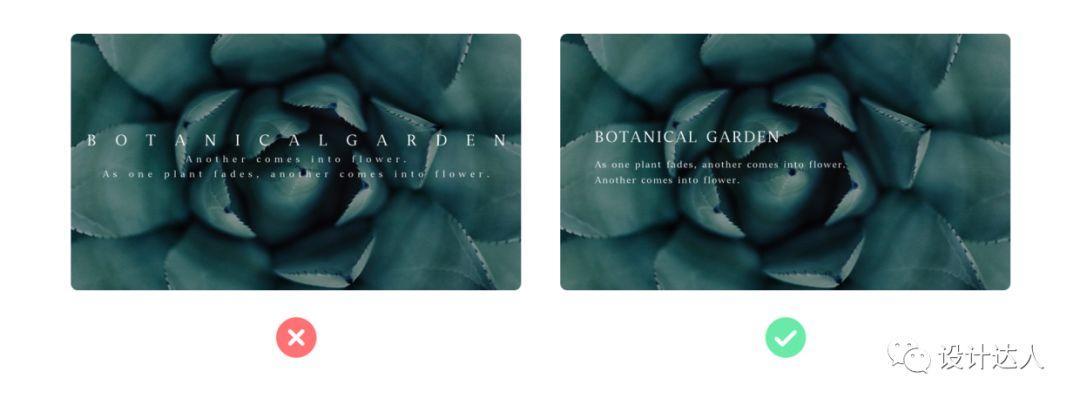 BOTANICALGARDEN
Another comes into flower.
As one plant fades, another comes into flower.
BOTANICAL GARDEN
As one plant fades, another comes into flower.
Another comes into flower.
设计达人